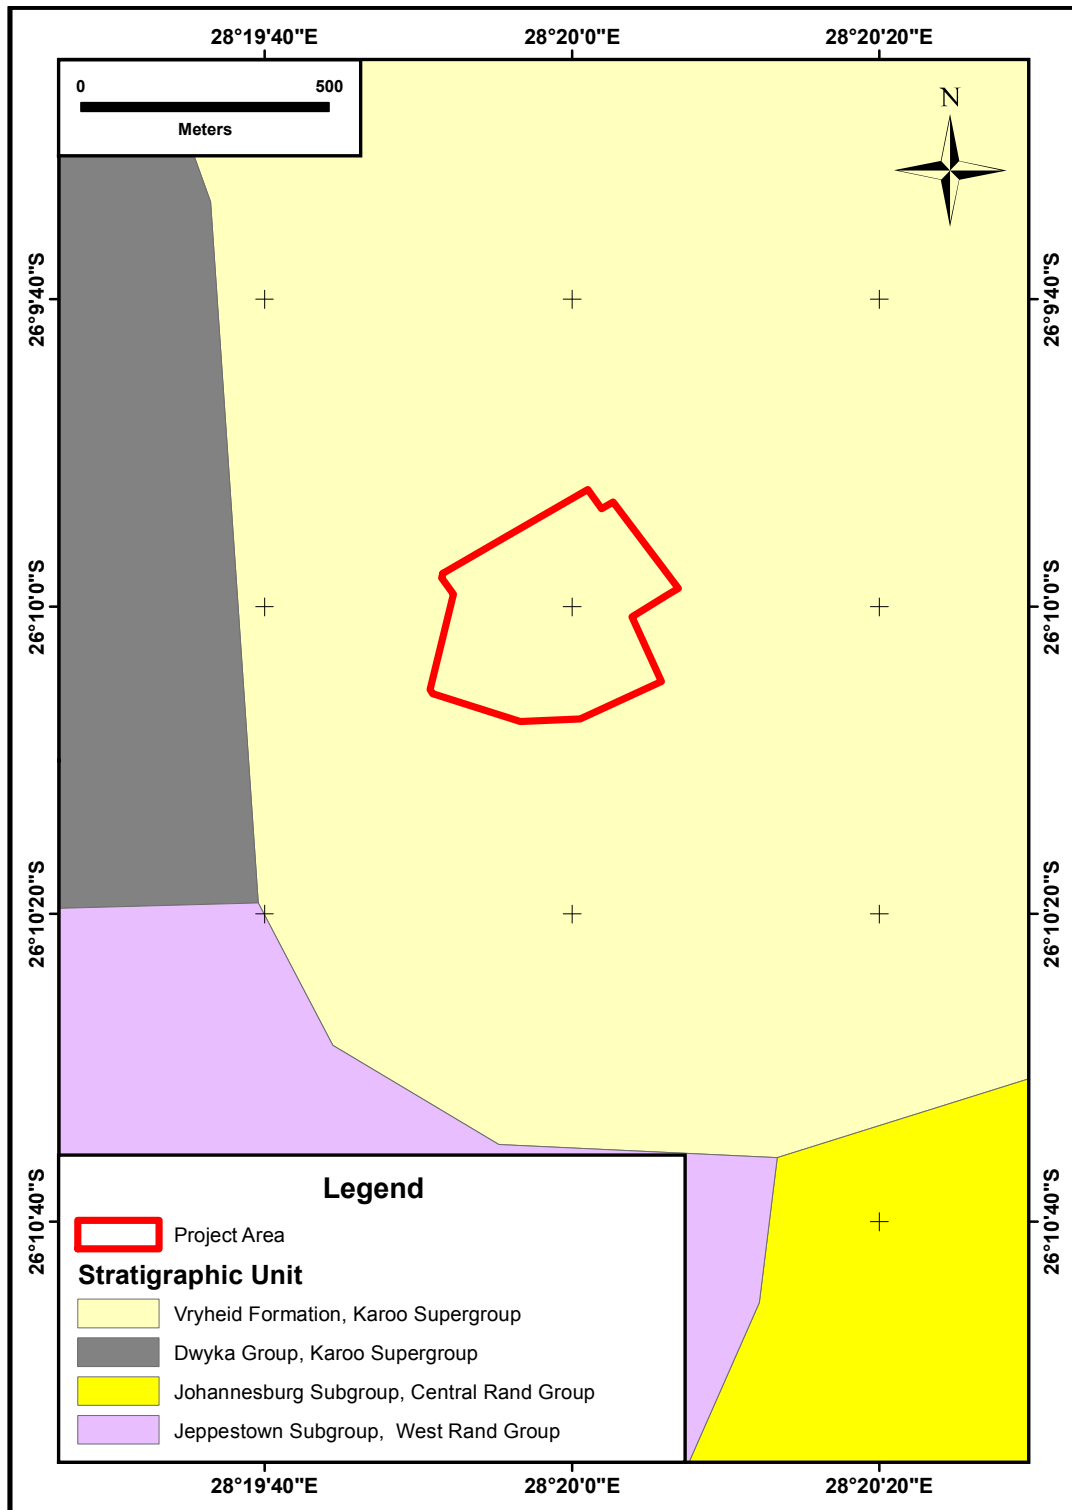 28°19'40"E 28°20'0"E 28°20'20"E
0 500
Meters
N
26°9'40"S 26°9'40"S
26°10'0"S 26°10'0"S
26°10'20"S 26°10'20"S
26°10'40"S 26°10'40"S
Legend
Project Area
Stratigraphic Unit
Vryheid Formation, Karoo Supergroup
Dwyka Group, Karoo Supergroup
Johannesburg Subgroup, Central Rand Group
Jeppestown Subgroup, West Rand Group
28°19'40"E 28°20'0"E 28°20'20"E